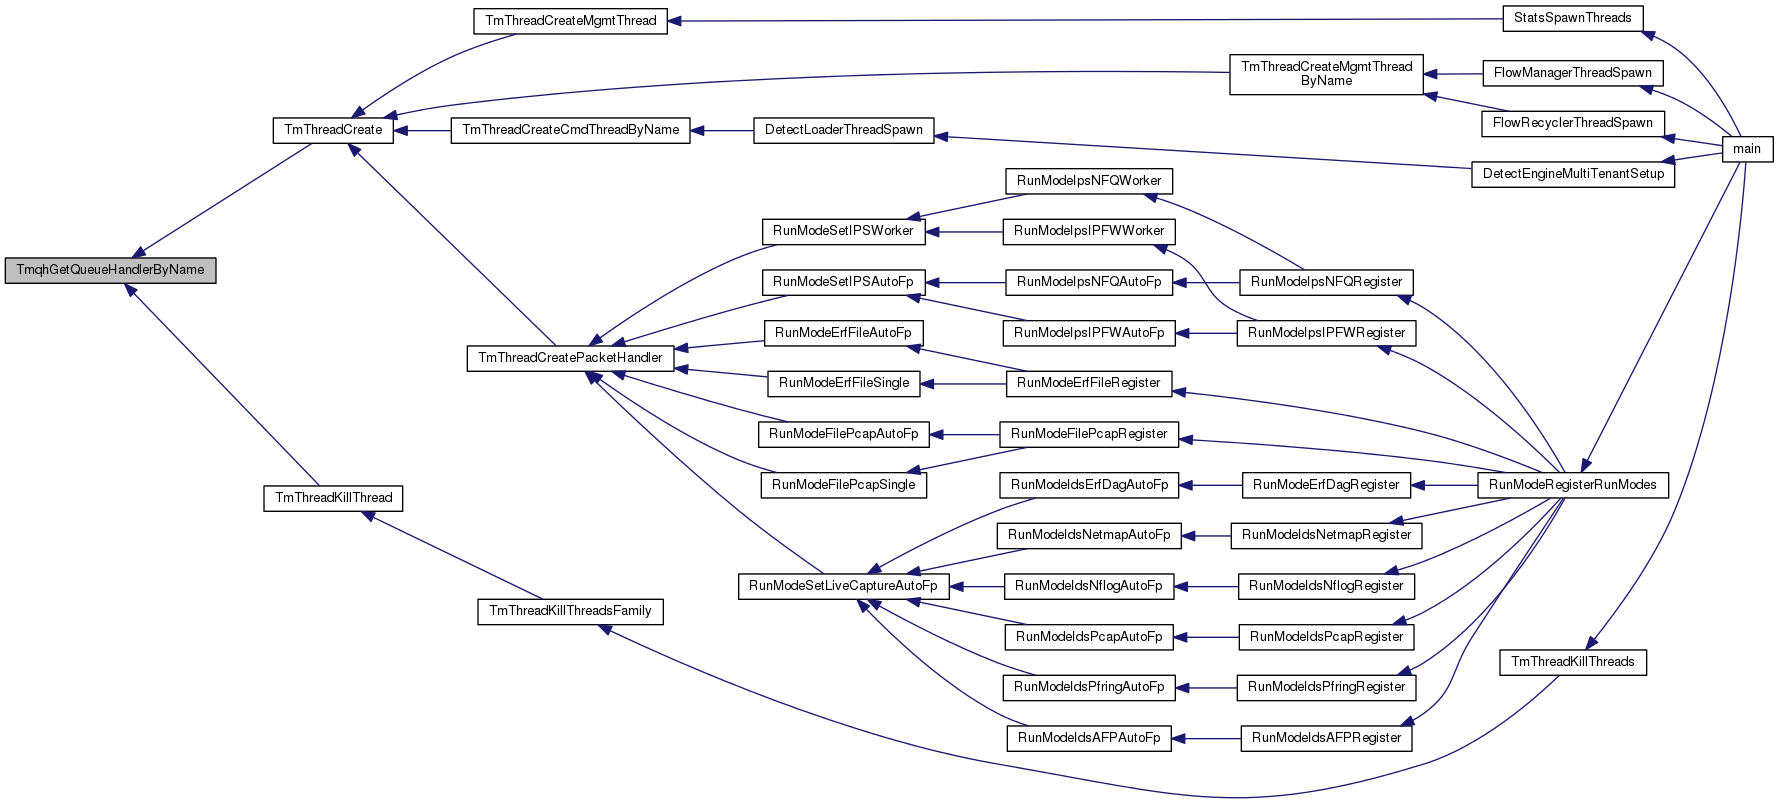 TmThreadCreateMgmtThread
StatsSpawnThreads
TmThreadCreateMgmtThread
ByName
FlowManagerThreadSpawn
FlowRecyclerThreadSpawn
TmThreadCreate
TmThreadCreateCmdThreadByName
DetectLoaderThreadSpawn
main
DetectEngineMultiTenantSetup
RunModeIpsNFQWorker
RunModeSetIPSWorker
RunModeIpsIPFWWorker
TmqhGetQueueHandlerByName
RunModeSetIPSAutoFp
RunModeIpsNFQAutoFp
RunModeIpsNFQRegister
RunModeErfFileAutoFp
RunModeIpsIPFWAutoFp
RunModeIpsIPFWRegister
TmThreadCreatePacketHandler
RunModeErfFileSingle
RunModeErfFileRegister
RunModeFilePcapAutoFp
RunModeFilePcapRegister
RunModeFilePcapSingle
RunModeIdsErfDagAutoFp
RunModeErfDagRegister
RunModeRegisterRunModes
TmThreadKillThread
RunModeIdsNetmapAutoFp
RunModeIdsNetmapRegister
RunModeSetLiveCaptureAutoFp
RunModeIdsNflogAutoFp
RunModeIdsNflogRegister
TmThreadKillThreadsFamily
RunModeIdsPcapAutoFp
RunModeIdsPcapRegister
TmThreadKillThreads
RunModeIdsPfringAutoFp
RunModeIdsPfringRegister
RunModeIdsAFPAutoFp
RunModeIdsAFPRegister